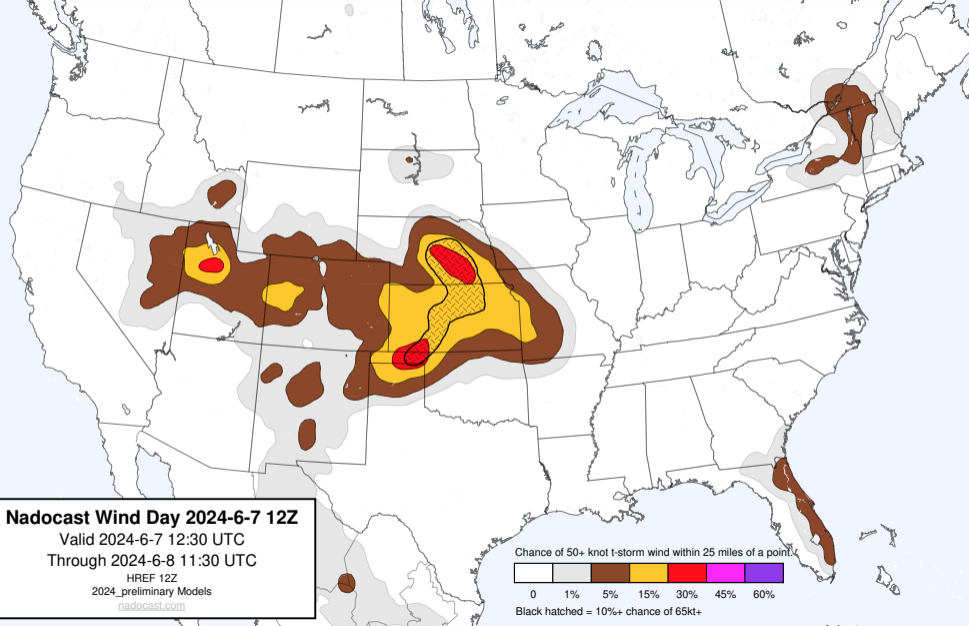 Nadocast Wind Day 2024-6-7 12Z
Valid 2024-6-7 12:30 UTC
Through 2024-6-8 11:30 UTC
HREF 12Z
2024_preliminary Models
nadocast.com
Chance of 50+ knot t-storm wind within 25 miles of a point.
0 1% 5% 15% 30% 45% 60%
Black hatched = 10%+ chance of 65kt+